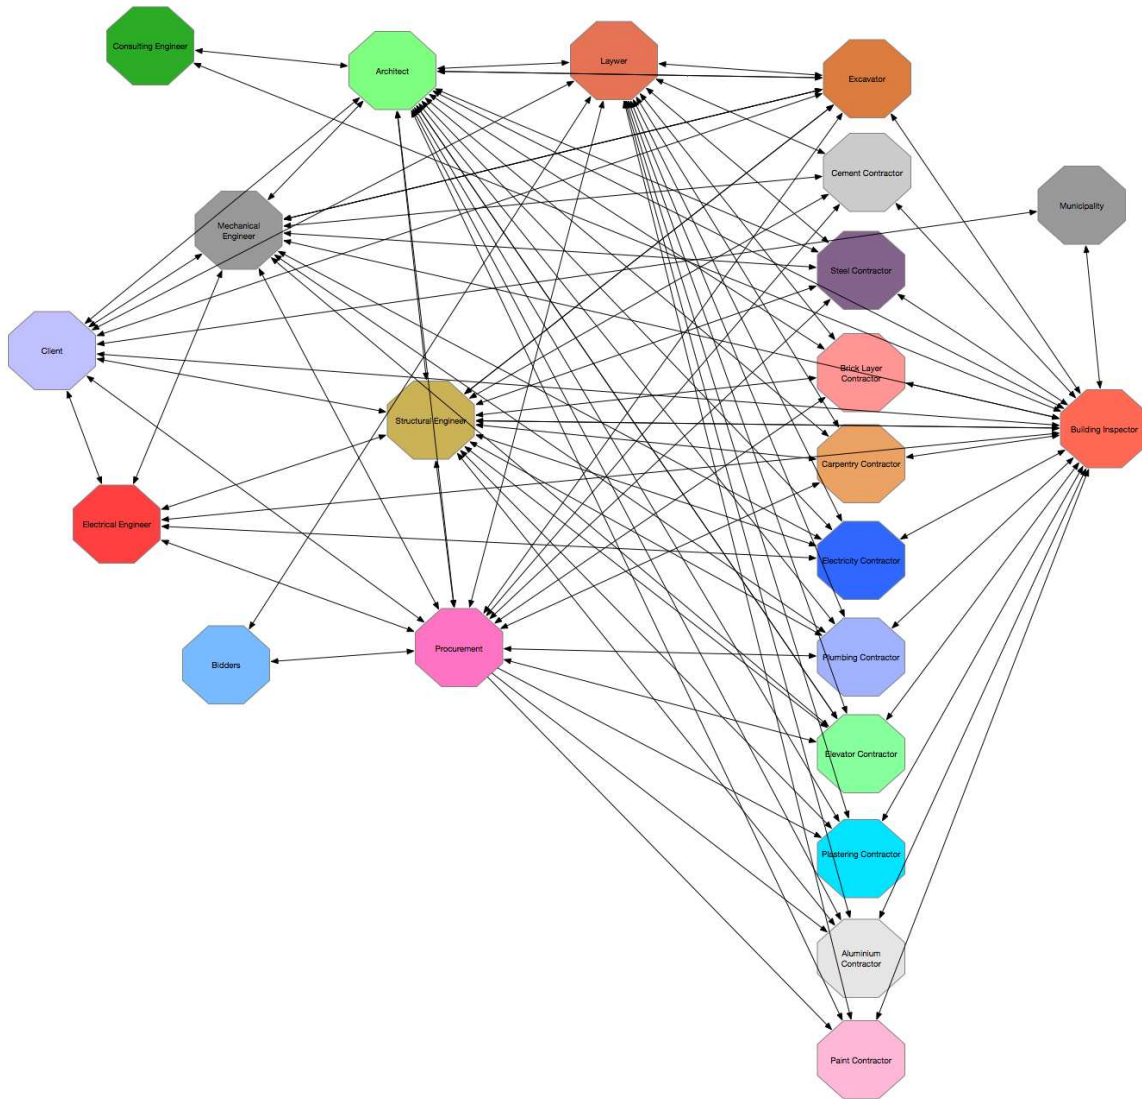 Consulting Engineer
Architect
Laywer
Excavator
Cement Contractor
Municipality
Mechanical
Engineer
Steel Contractor
Client
Brick Layer
Contractor
Structural Engineer
Building Inspector
Carpentry Contractor
Electrical Engineer
Electricity Contractor
Bidders
Procurement
Plumbing Contractor
Elevator Contractor
Plastering Contractor
Aluminium
Contractor
Paint Contractor